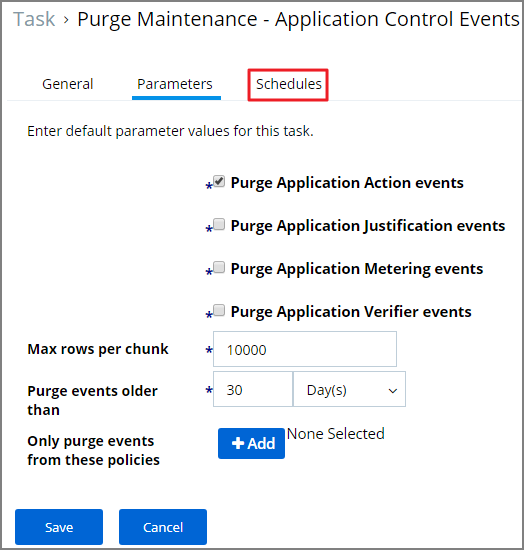 Task › Purge Maintenance - Application Control Events
General Parameters Schedules
Enter default parameter values for this task.
* Purge Application Action events
* Purge Application Justification events
* Purge Application Metering events
* Purge Application Verifier events
Max rows per chunk * 10000
Purge events older than * 30 Day(s)
Only purge events from these policies + Add None Selected
Save Cancel